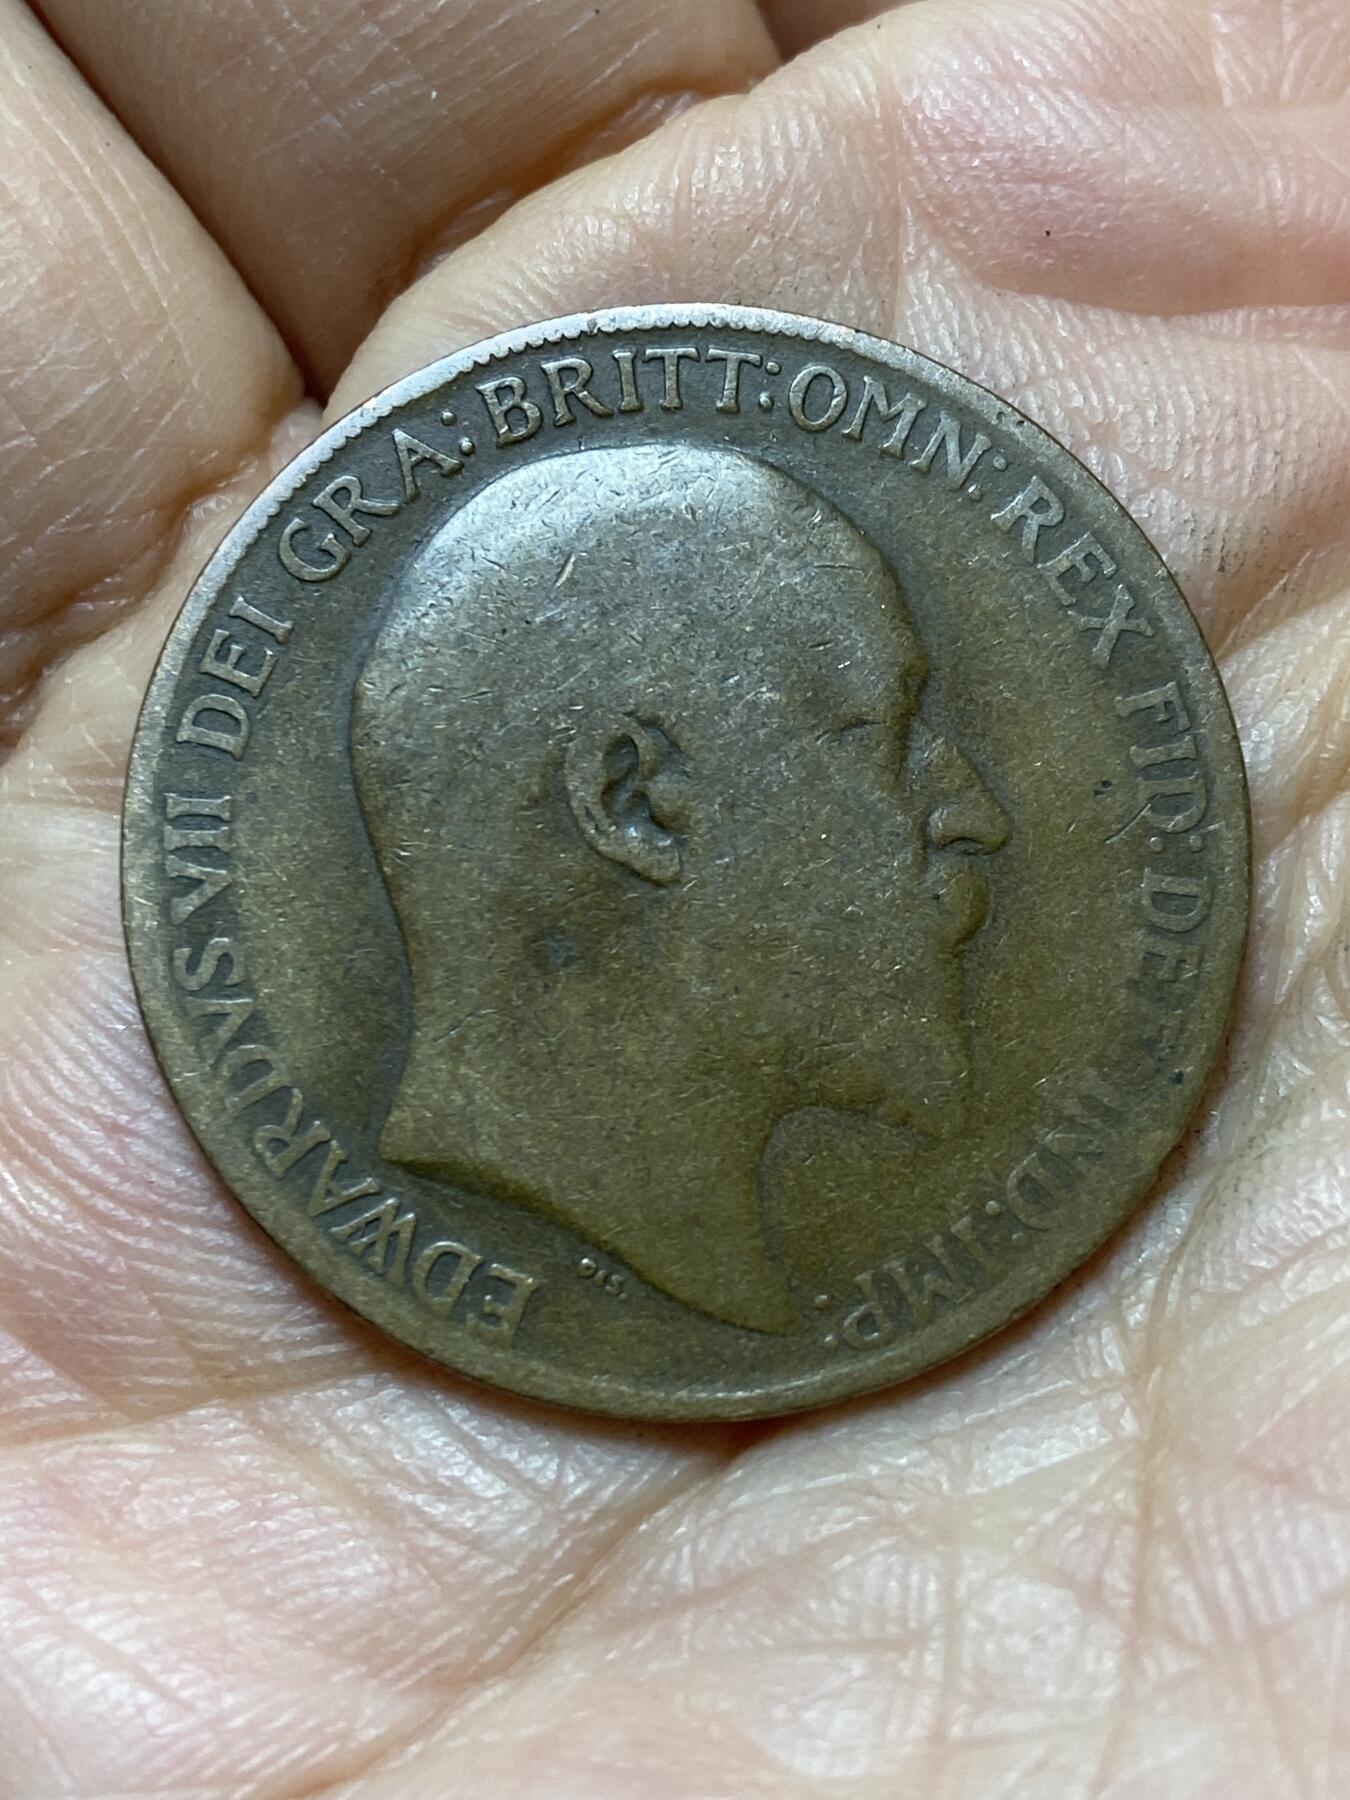 EDWARDVS VII DEI GRA: BRITT: OMN: REX FID: DEF IND: IMP: